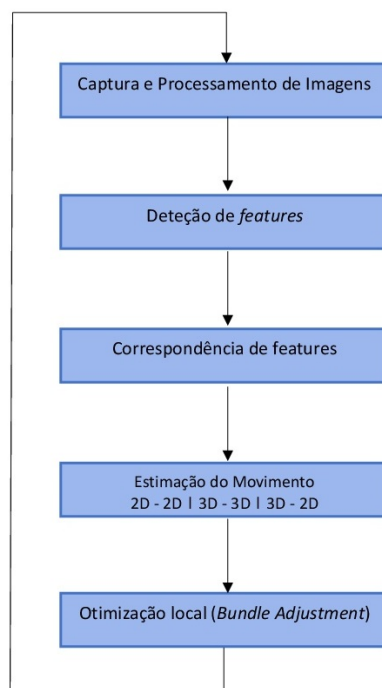 Captura e Processamento de Imagens
Deteção de features
Correspondência de features
Estimação do Movimento
2D - 2D | 3D - 3D | 3D - 2D
Otimização local (Bundle Adjustment)